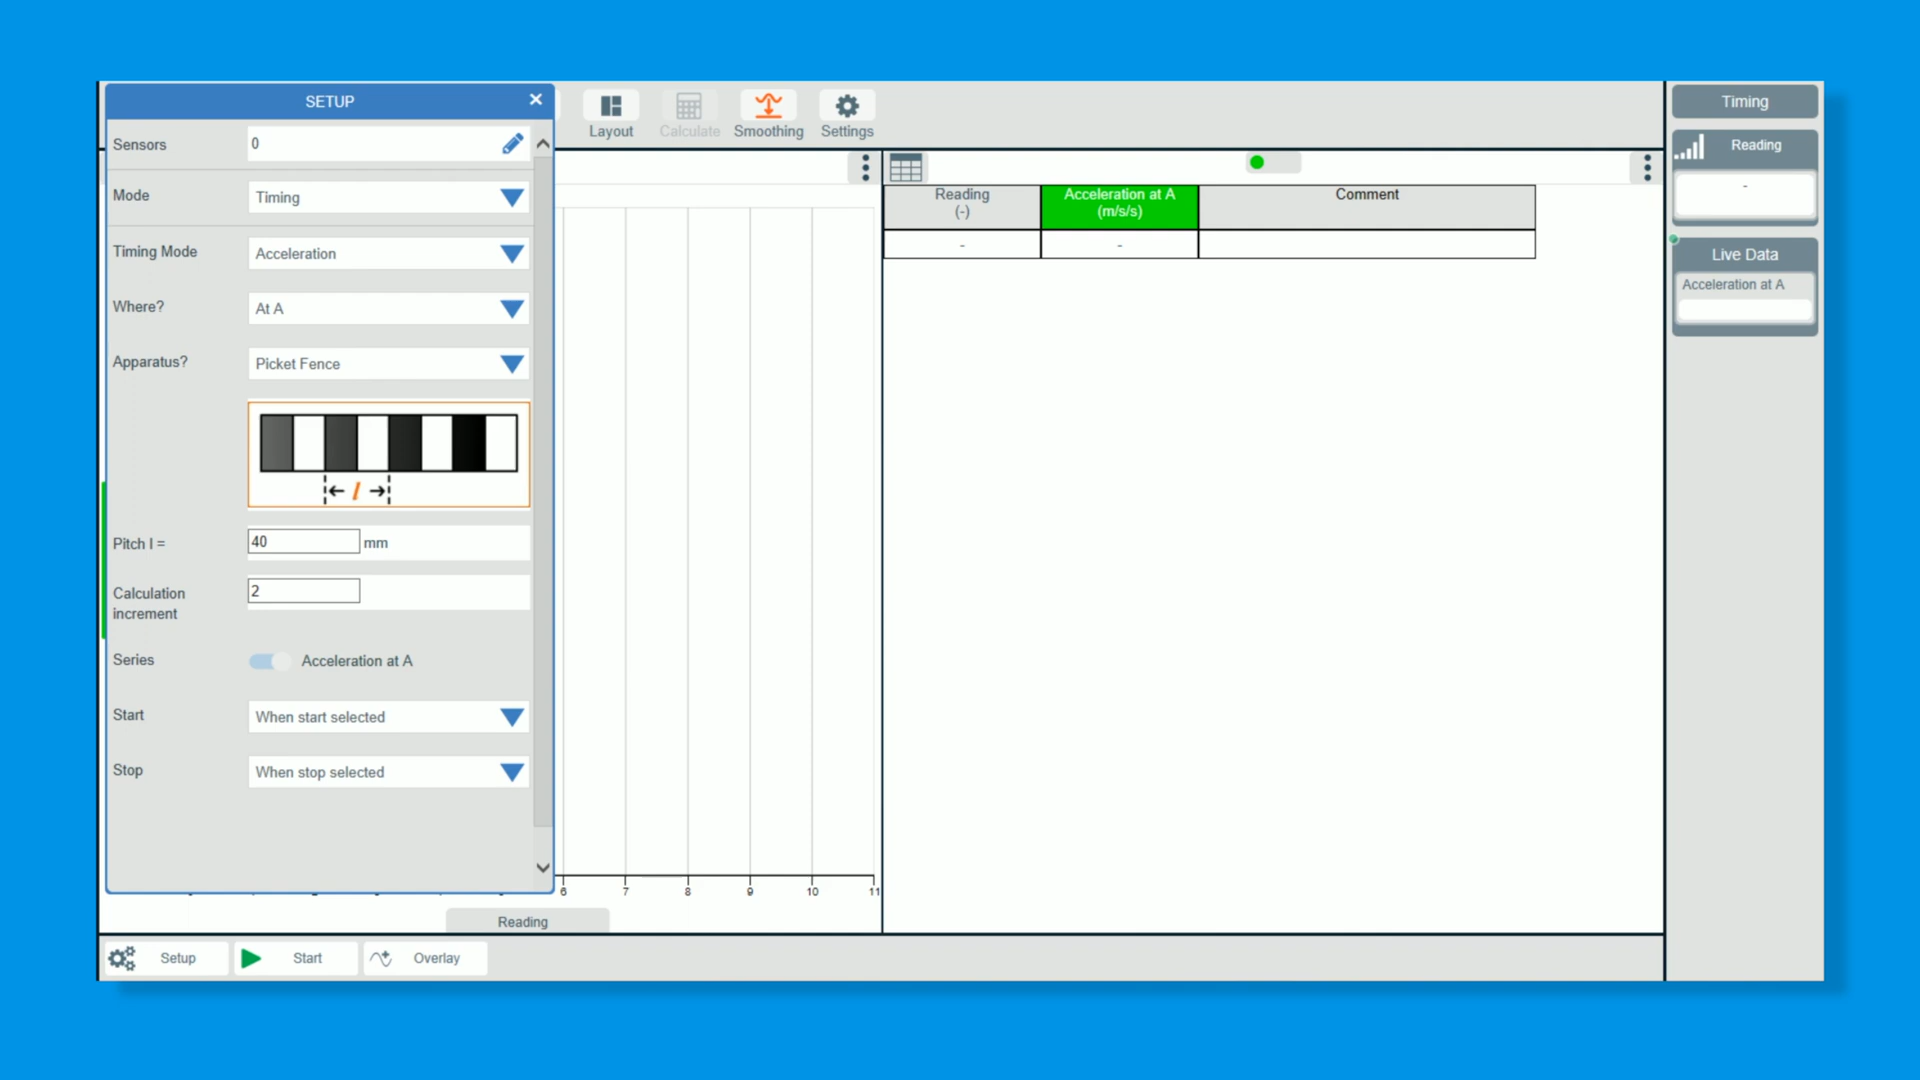 SETUP
Sensors
0
Mode
Timing
Timing Mode
Acceleration
Where?
At A
Apparatus?
Picket Fence
l
Pitch l =
40
mm
Calculation
increment
2
Series
Acceleration at A
Start
When start selected
Stop
When stop selected
Layout
Calculate
Smoothing
Settings
6
7
8
9
10
11
Reading
Reading
(-)
Acceleration at A
(m/s/s)
Comment
-
-
Timing
Reading
-
Live Data
Acceleration at A
Setup
Start
Overlay